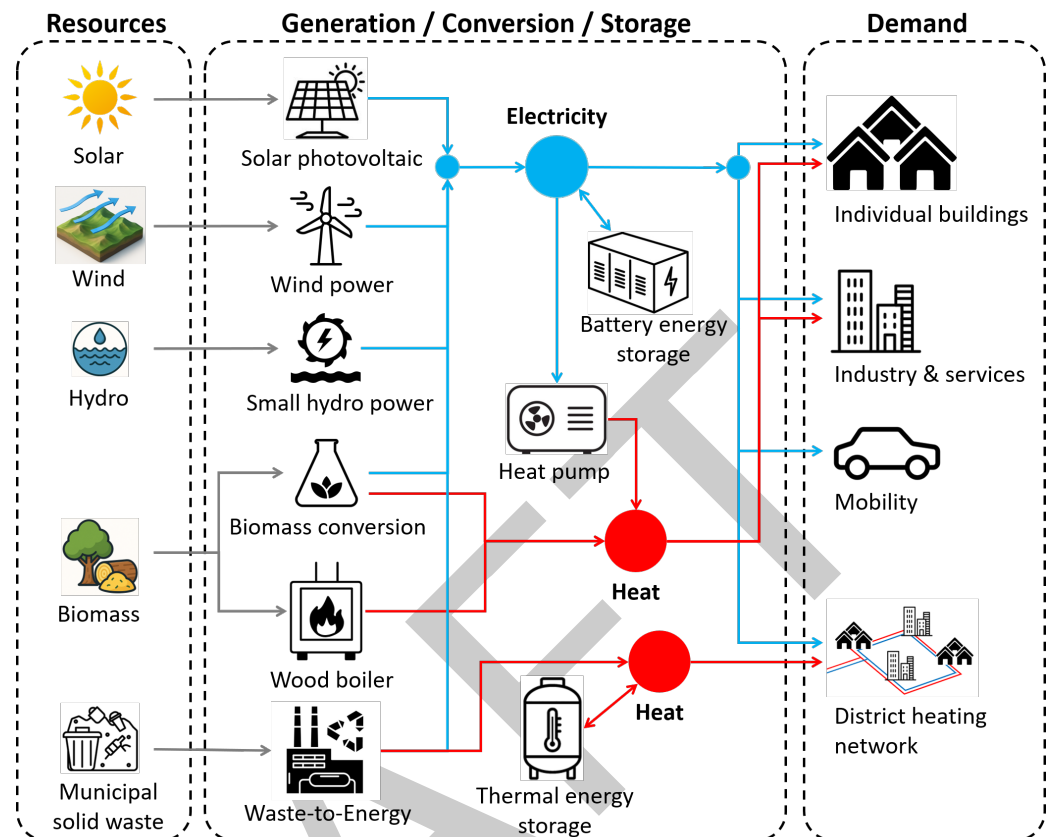 Resources
Generation / Conversion / Storage
Demand
Solar
Solar photovoltaic
Electricity
Individual buildings
Wind
Wind power
Battery energy
storage
Industry & services
Hydro
Small hydro power
Heat pump
Mobility
Biomass
Biomass conversion
Heat
Wood boiler
Heat
District heating
network
Municipal
solid waste
Waste-to-Energy
Thermal energy
storage